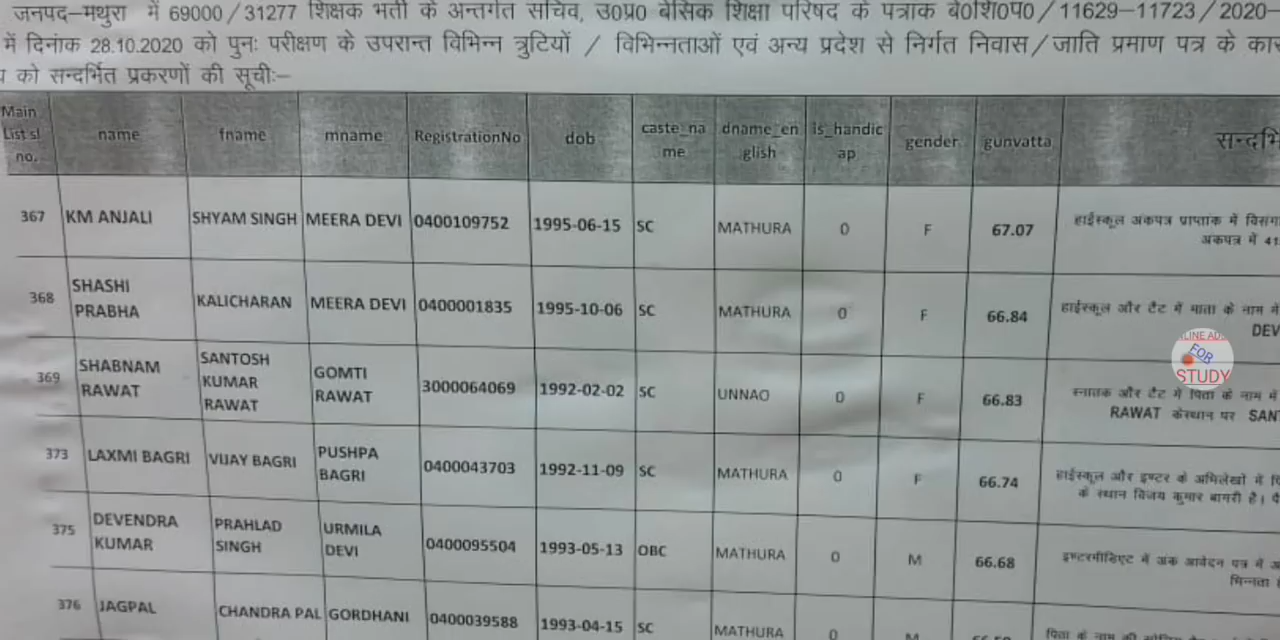 जनपद–मथुरा में 69000/31277 शिक्षक भर्ती के अन्तर्गत सचिव, उ0प्र0 बेसिक शिक्षा परिषद के पत्रांक बे0शि0प0/11629–11723/2020–
में दिनांक 28.10.2020 को पुनः परीक्षण के उपरान्त विभिन्न त्रुटियों / विभिन्नताओं एवं अन्य प्रदेश से निर्गत निवास/जाति प्रमाण पत्र के
को सन्दर्भित प्रकरणों की सूचीः–
Main List sl no. name fname mname RegistrationNo dob caste_name dname_english is_handicap gender gunvatta
367 KM ANJALI SHYAM SINGH MEERA DEVI 0400109752 1995-06-15 SC MATHURA 0 F 67.07 हाईस्कूल अंकपत्र प्राप्तांक में
अंकपत्र में 41
368 SHASHI PRABHA KALICHARAN MEERA DEVI 0400001835 1995-10-06 SC MATHURA 0 F 66.84 हाईस्कूल और टैट में माता के नाम में
DEV
369 SHABNAM RAWAT SANTOSH KUMAR RAWAT GOMTI RAWAT 3000064069 1992-02-02 SC UNNAO 0 F 66.83 स्नातक और टैट में पिता के नाम में
RAWAT केस्थान पर SAN
373 LAXMI BAGRI VIJAY BAGRI PUSHPA BAGRI 0400043703 1992-11-09 SC MATHURA 0 F 66.74 हाईस्कूल और इण्टर के अभिलेखों में
के स्थान विजय कुमार बागरी है।
375 DEVENDRA KUMAR PRAHLAD SINGH URMILA DEVI 0400095504 1993-05-13 OBC MATHURA 0 M 66.68 इण्टरमीडिएट में अंक आवेदन पत्र में
भिन्नता
376 JAGPAL CHANDRA PAL GORDHANI 0400039588 1993-04-15 SC MATHURA 0 M
FOB
STUDY